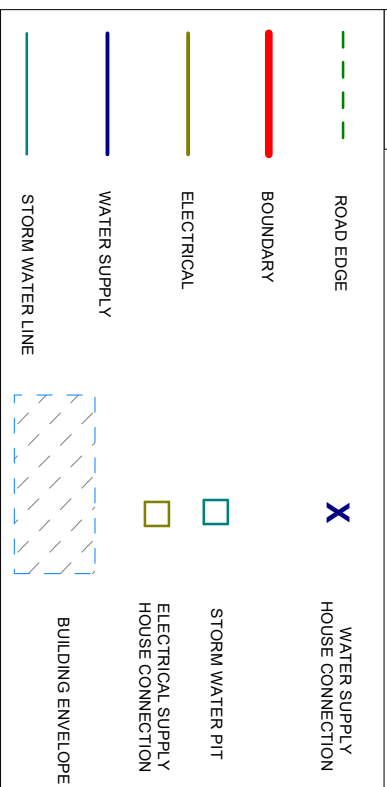 ROAD EDGE
BOUNDARY
ELECTRICAL
WATER SUPPLY
STORM WATER LINE
X
WATER SUPPLY
HOUSE CONNECTION
STORM WATER PIT
ELECTRICAL SUPPLY
HOUSE CONNECTION
BUILDING ENVELOPE